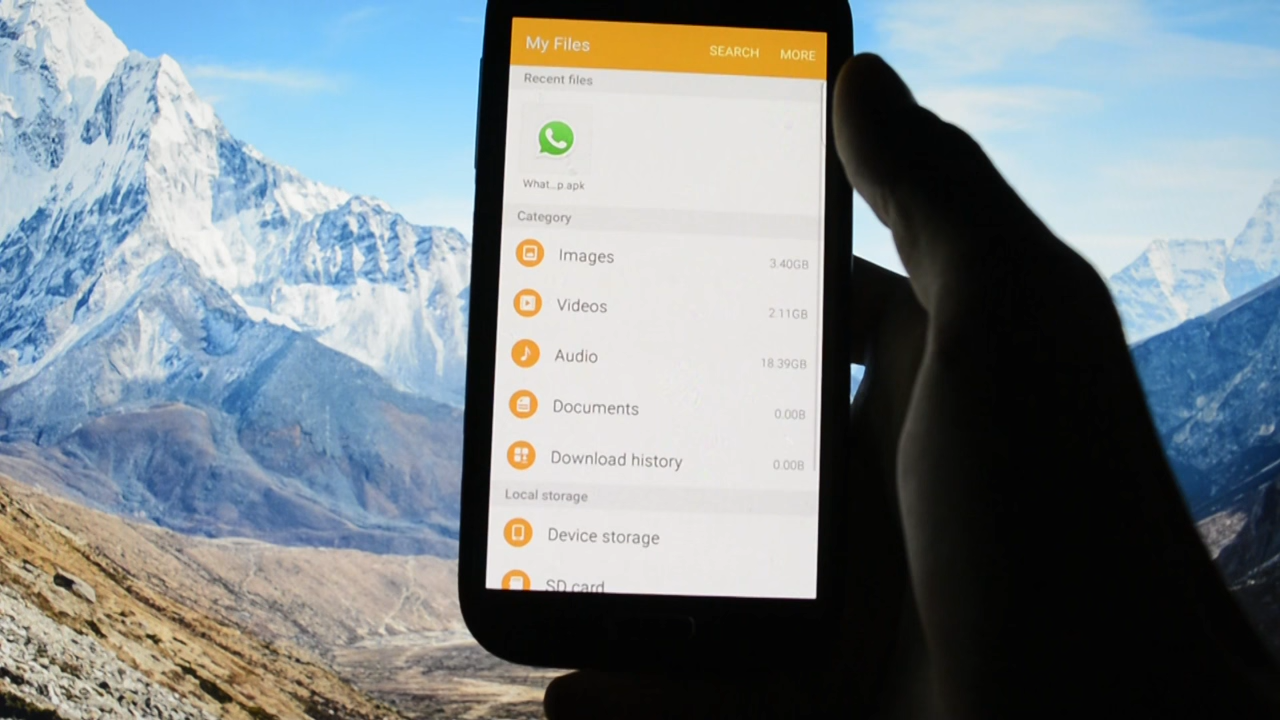 My Files
SEARCH MORE
Recent files
What...p.apk
Category
Images 3.40GB
Videos 2.11GB
Audio 18.39GB
Documents 0.00B
Download history 0.00B
Local storage
Device storage
SD card